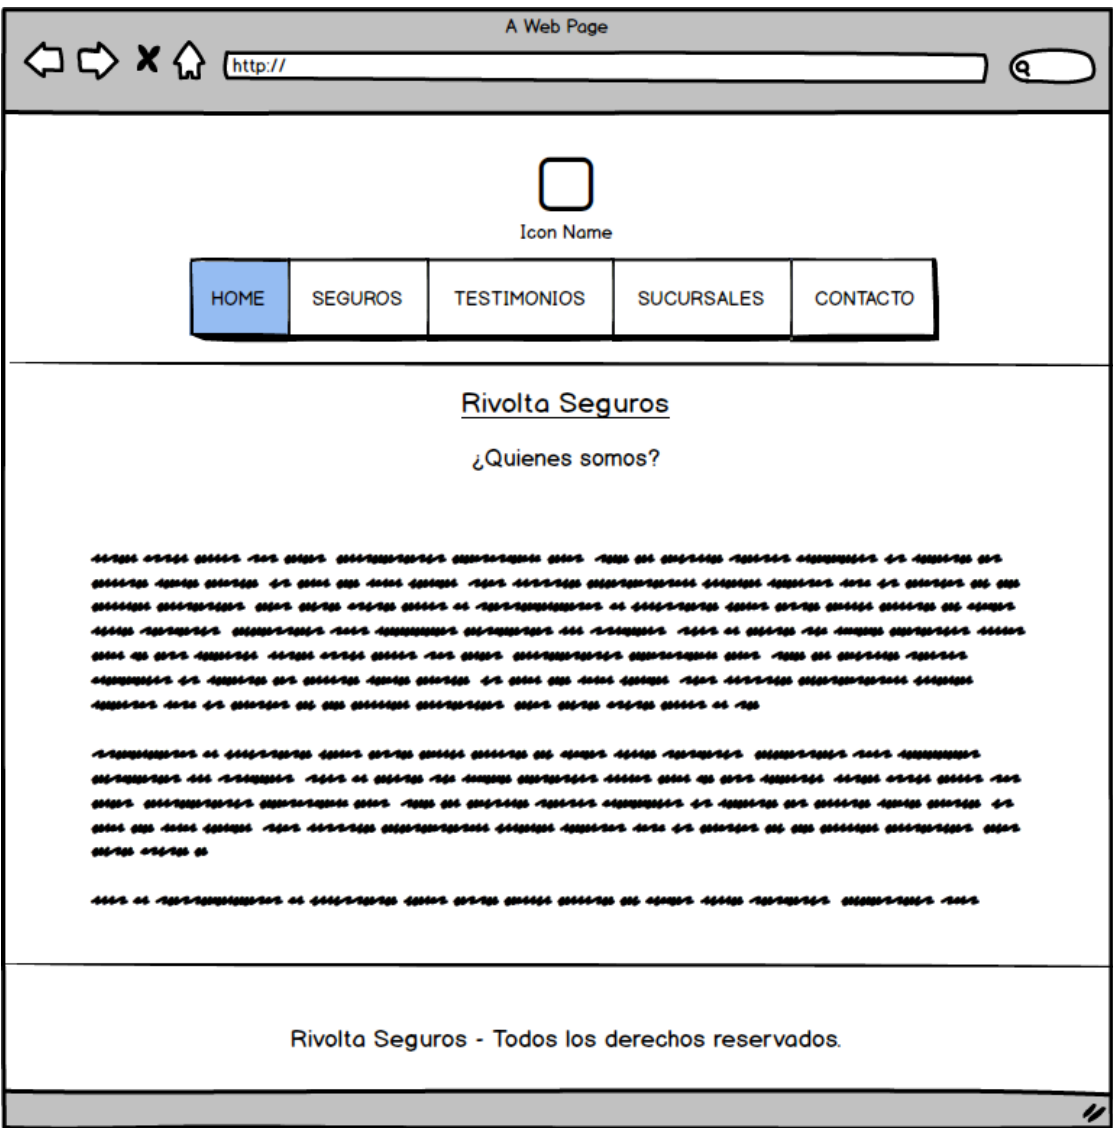 A Web Page
http://
Icon Name
HOME SEGUROS TESTIMONIOS SUCURSALES CONTACTO
Rivolta Seguros
¿Quienes somos?
Rivolta Seguros - Todos los derechos reservados.